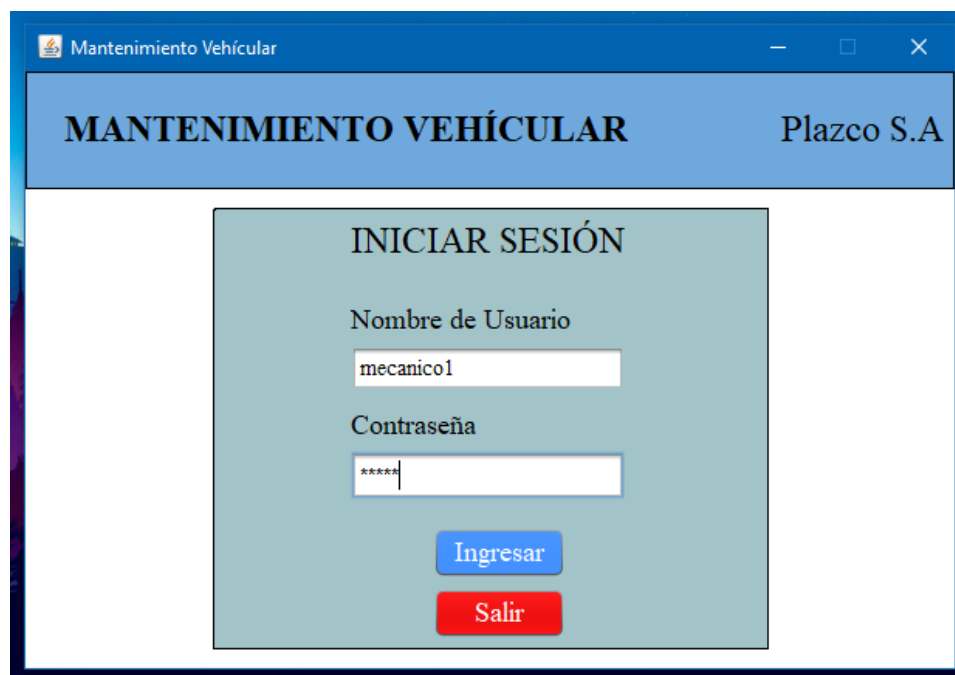 Mantenimiento Vehícular
MANTENIMIENTO VEHÍCULAR Plazco S.A
INICIAR SESIÓN
Nombre de Usuario
mecanico1
Contraseña
*****
Ingresar
Salir